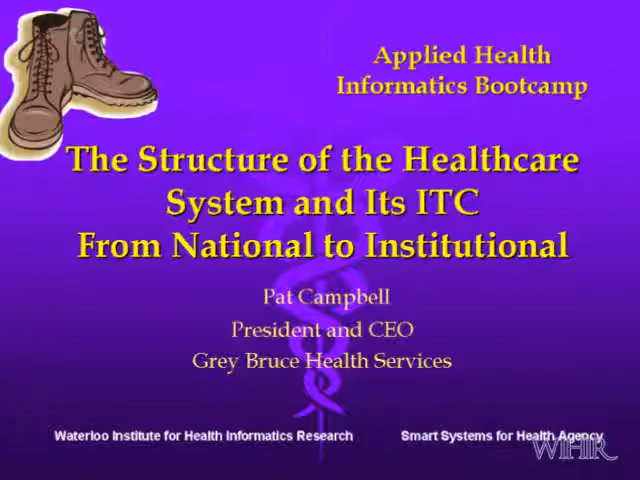 Applied Health
Informatics Bootcamp
The Structure of the Healthcare
System and Its ITC
From National to Institutional
Pat Campbell
President and CEO
Grey Bruce Health Services
Waterloo Institute for Health Informatics Research
Smart Systems for Health Agency
WIHIR